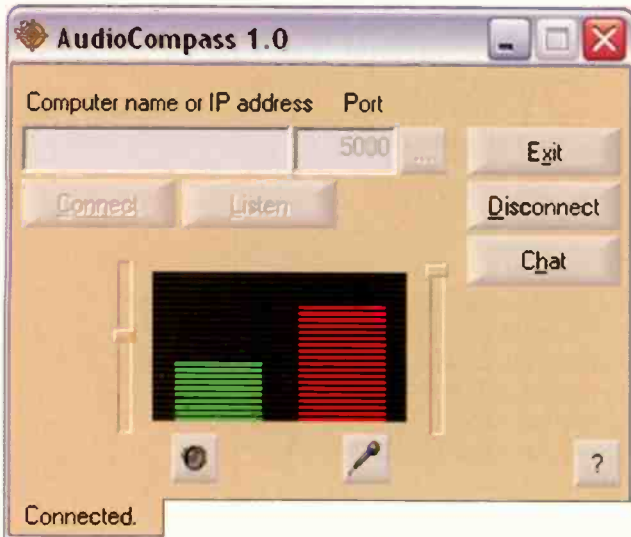 AudioCompass 1.0
Computer name or IP address Port
5000 ... Exit
Connect Listen Disconnect
Chat
?
Connected.